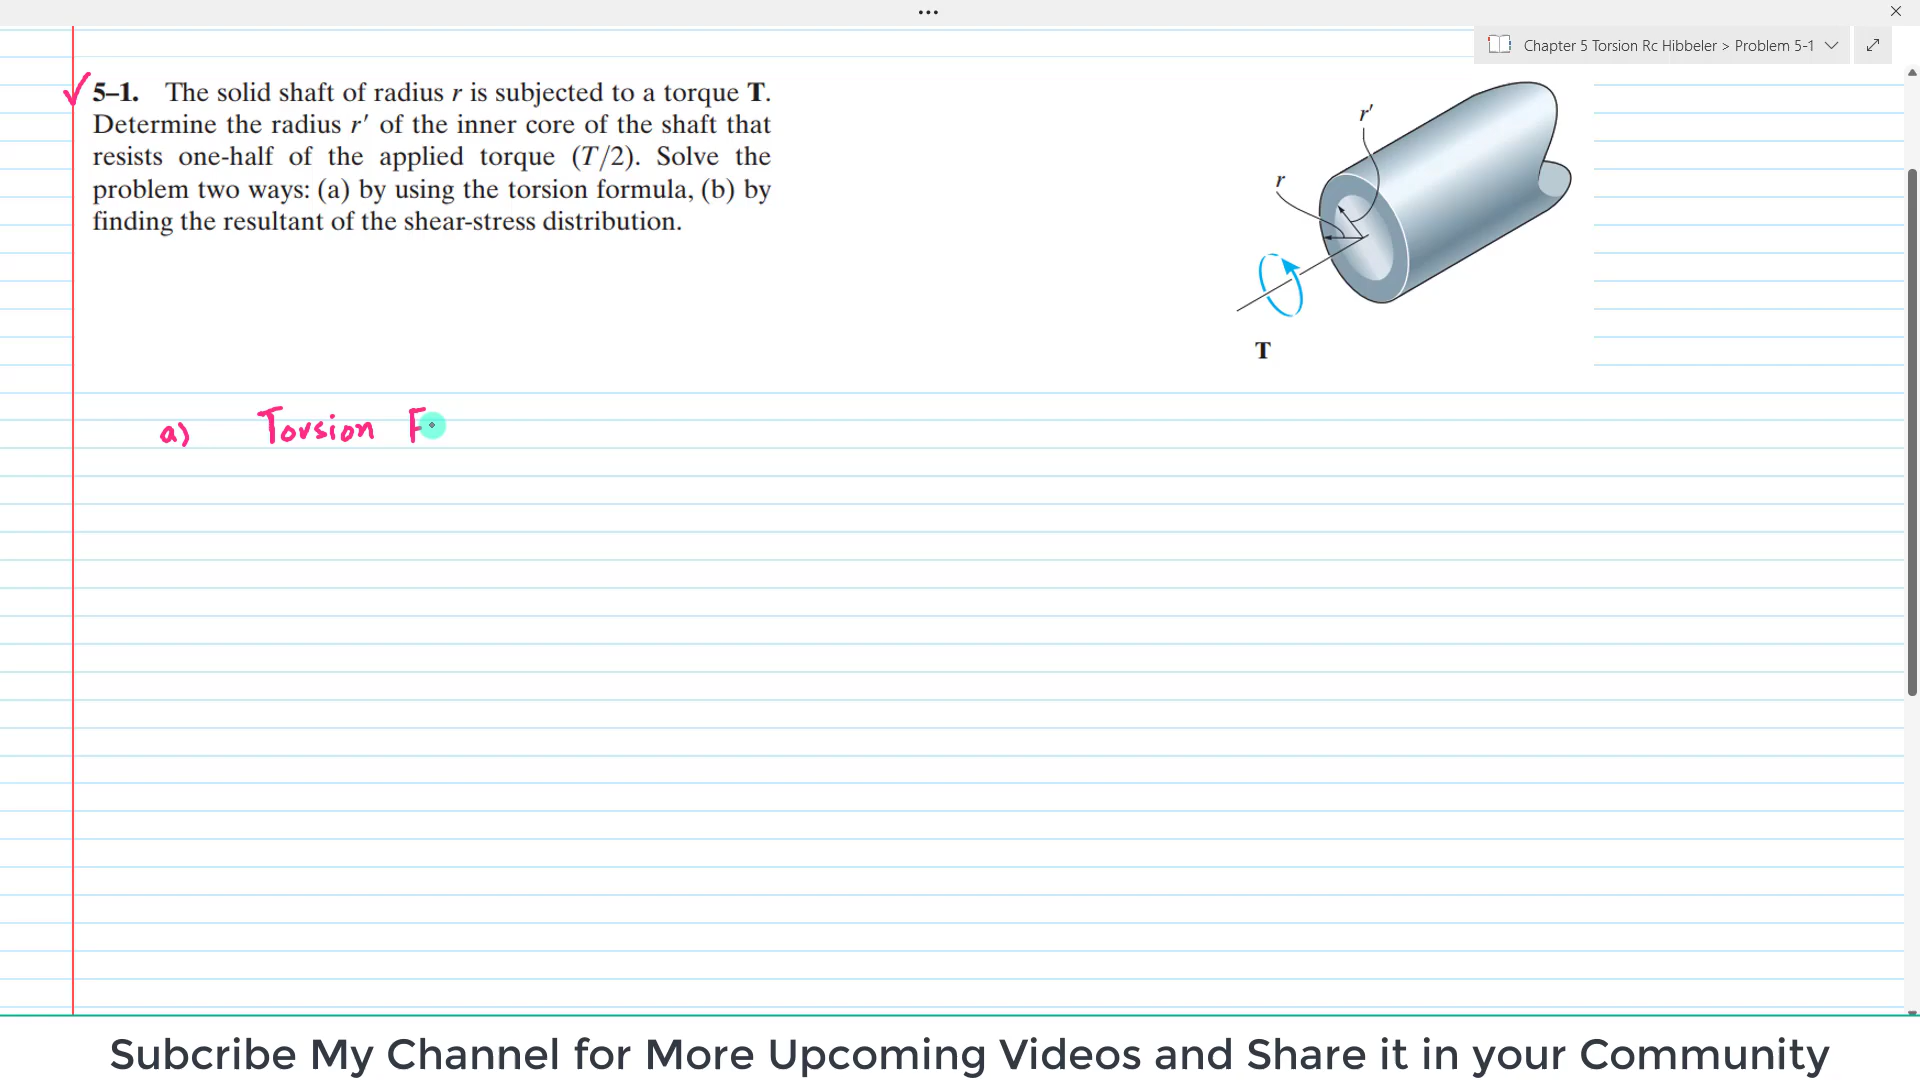 Chapter 5 Torsion Rc Hibbeler > Problem 5-1
5–1. The solid shaft of radius r is subjected to a torque T.
Determine the radius r′ of the inner core of the shaft that
resists one-half of the applied torque (T/2). Solve the
problem two ways: (a) by using the torsion formula, (b) by
finding the resultant of the shear-stress distribution.
r′
r
T
a) Torsion F
Subcribe My Channel for More Upcoming Videos and Share it in your Community